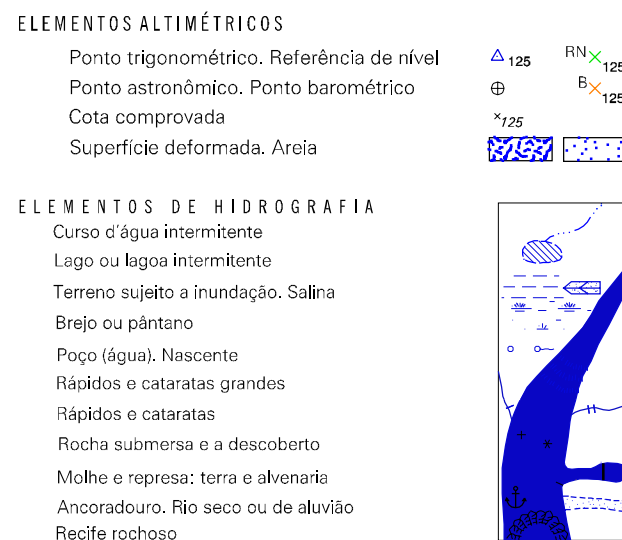 ELEMENTOS ALTIMÉTRICOS
Ponto trigonométrico. Referência de nível 125 RN 125
Ponto astronômico. Ponto barométrico B 125
Cota comprovada 125
Superfície deformada. Areia
ELEMENTOS DE HIDROGRAFIA
Curso d'água intermitente
Lago ou lagoa intermitente
Terreno sujeito a inundação. Salina
Brejo ou pântano
Poço (água). Nascente
Rápidos e cataratas grandes
Rápidos e cataratas
Rocha submersa e a descoberto
Molhe e represa: terra e alvenaria
Ancoradouro. Rio seco ou de aluvião
Recife rochoso